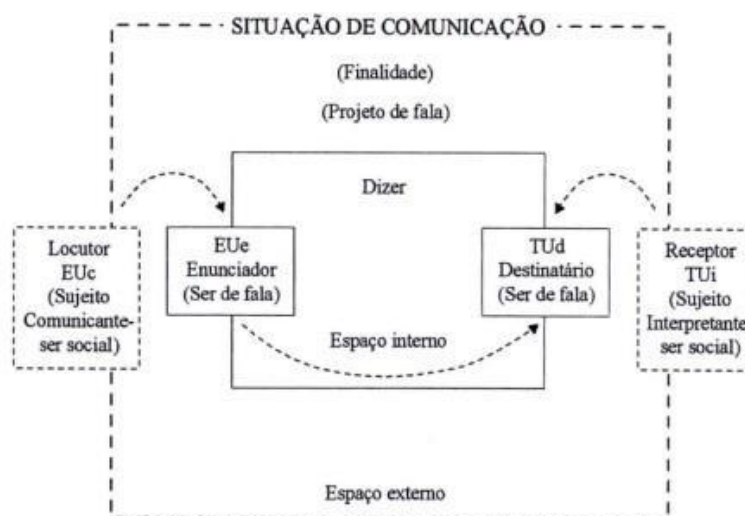 SITUAÇÃO DE COMUNICAÇÃO
(Finalidade)
(Projeto de fala)
Dizer
Locutor
EUc
(Sujeito
Comunicante-
ser social)
EUe
Enunciador
(Ser de fala)
TUd
Destinatário
(Ser de fala)
Receptor
TUi
(Sujeito
Interpretante-
ser social)
Espaço interno
Espaço externo